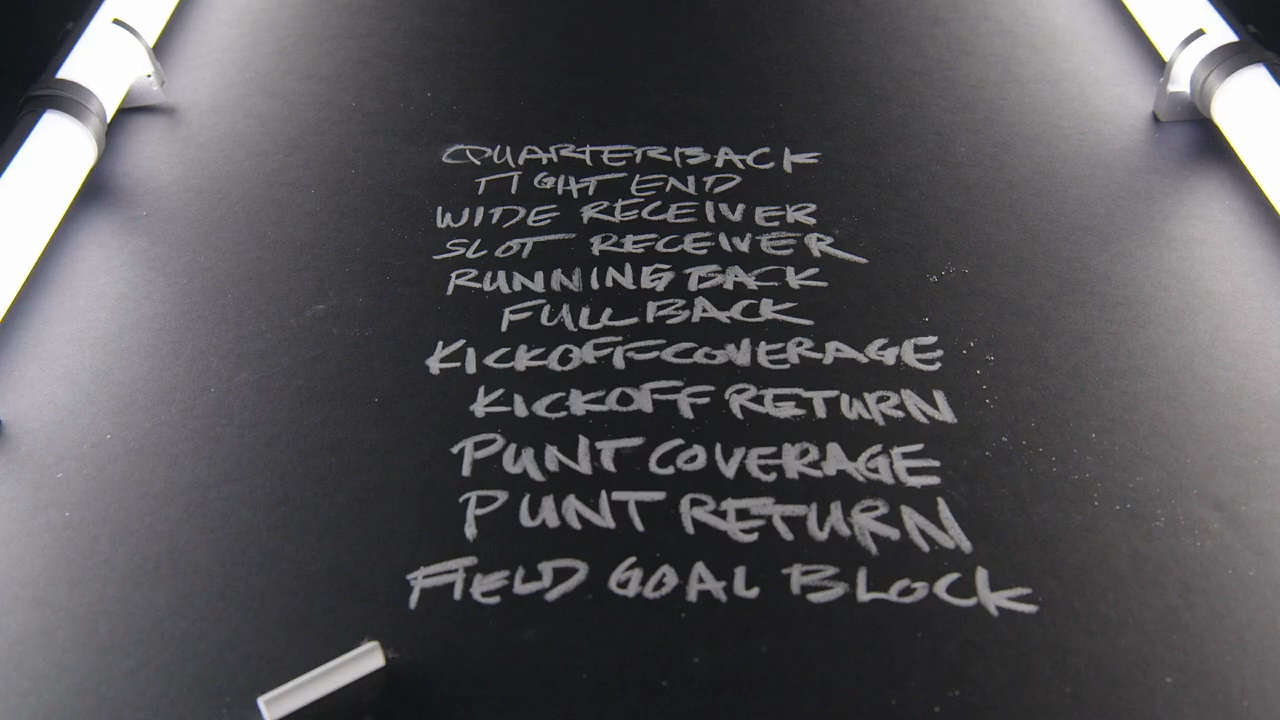 QUARTERBACK
TIGHT END
WIDE RECEIVER
SLOT RECEIVER
RUNNING BACK
FULLBACK
KICKOFF COVERAGE
KICKOFF RETURN
PUNT COVERAGE
PUNT RETURN
FIELD GOAL BLOCK